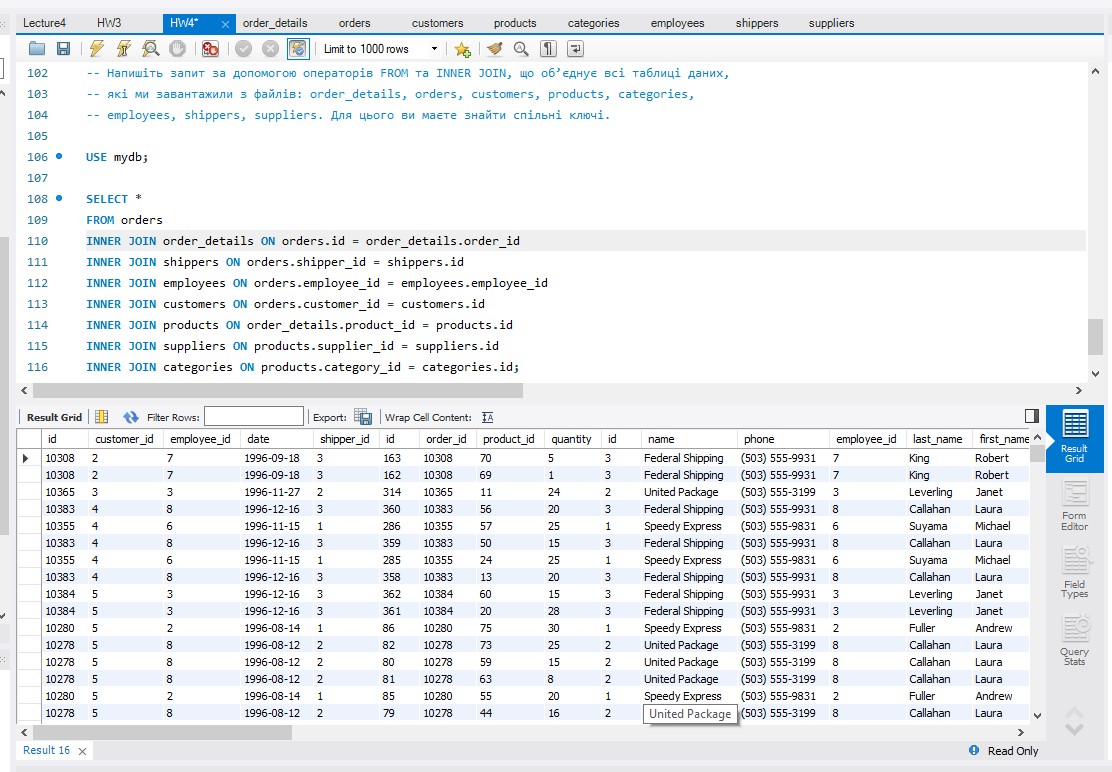 Lecture4 HW3 HW4* order_details orders customers products categories employees shippers suppliers
Limit to 1000 rows
102 -- Напишіть запит за допомогою операторів FROM та INNER JOIN, що об’єднує всі таблиці даних,
103 -- які ми завантажили з файлів: order_details, orders, customers, products, categories,
104 -- employees, shippers, suppliers. Для цього ви маєте знайти спільні ключі.
105
106 USE mydb;
107
108 SELECT *
109 FROM orders
110 INNER JOIN order_details ON orders.id = order_details.order_id
111 INNER JOIN shippers ON orders.shipper_id = shippers.id
112 INNER JOIN employees ON orders.employee_id = employees.employee_id
113 INNER JOIN customers ON orders.customer_id = customers.id
114 INNER JOIN products ON order_details.product_id = products.id
115 INNER JOIN suppliers ON products.supplier_id = suppliers.id
116 INNER JOIN categories ON products.category_id = categories.id;
Result Grid Filter Rows: Export: Wrap Cell Content:
id customer_id employee_id date shipper_id id order_id product_id quantity id name phone employee_id last_name first_name
10308 2 7 1996-09-18 3 163 10308 70 5 3 Federal Shipping (503) 555-9931 7 King Robert
10308 2 7 1996-09-18 3 162 10308 69 1 3 Federal Shipping (503) 555-9931 7 King Robert
10365 3 3 1996-11-27 2 314 10365 11 24 2 United Package (503) 555-3199 3 Leverling Janet
10383 4 8 1996-12-16 3 360 10383 56 20 3 Federal Shipping (503) 555-9931 8 Callahan Laura
10355 4 6 1996-11-15 1 286 10355 57 25 1 Speedy Express (503) 555-9831 6 Suyama Michael
10383 4 8 1996-12-16 3 359 10383 50 15 3 Federal Shipping (503) 555-9931 8 Callahan Laura
10355 4 6 1996-11-15 1 285 10355 24 25 1 Speedy Express (503) 555-9831 6 Suyama Michael
10383 4 8 1996-12-16 3 358 10383 13 20 3 Federal Shipping (503) 555-9931 8 Callahan Laura
10384 5 3 1996-12-16 3 362 10384 60 15 3 Federal Shipping (503) 555-9931 3 Leverling Janet
10384 5 3 1996-12-16 3 361 10384 20 28 3 Federal Shipping (503) 555-9931 3 Leverling Janet
10280 5 2 1996-08-14 1 86 10280 75 30 1 Speedy Express (503) 555-9831 2 Fuller Andrew
10278 5 8 1996-08-12 2 82 10278 73 25 2 United Package (503) 555-3199 8 Callahan Laura
10278 5 8 1996-08-12 2 80 10278 59 15 2 United Package (503) 555-3199 8 Callahan Laura
10278 5 8 1996-08-12 2 81 10278 63 8 2 United Package (503) 555-3199 8 Callahan Laura
10280 5 2 1996-08-14 1 85 10280 55 20 1 Speedy Express (503) 555-9831 2 Fuller Andrew
10278 5 8 1996-08-12 2 79 10278 44 16 2 United Package (503) 555-3199 8 Callahan Laura
Result
Grid
Form
Editor
Field
Types
Query
Stats
Result 16 Read Only